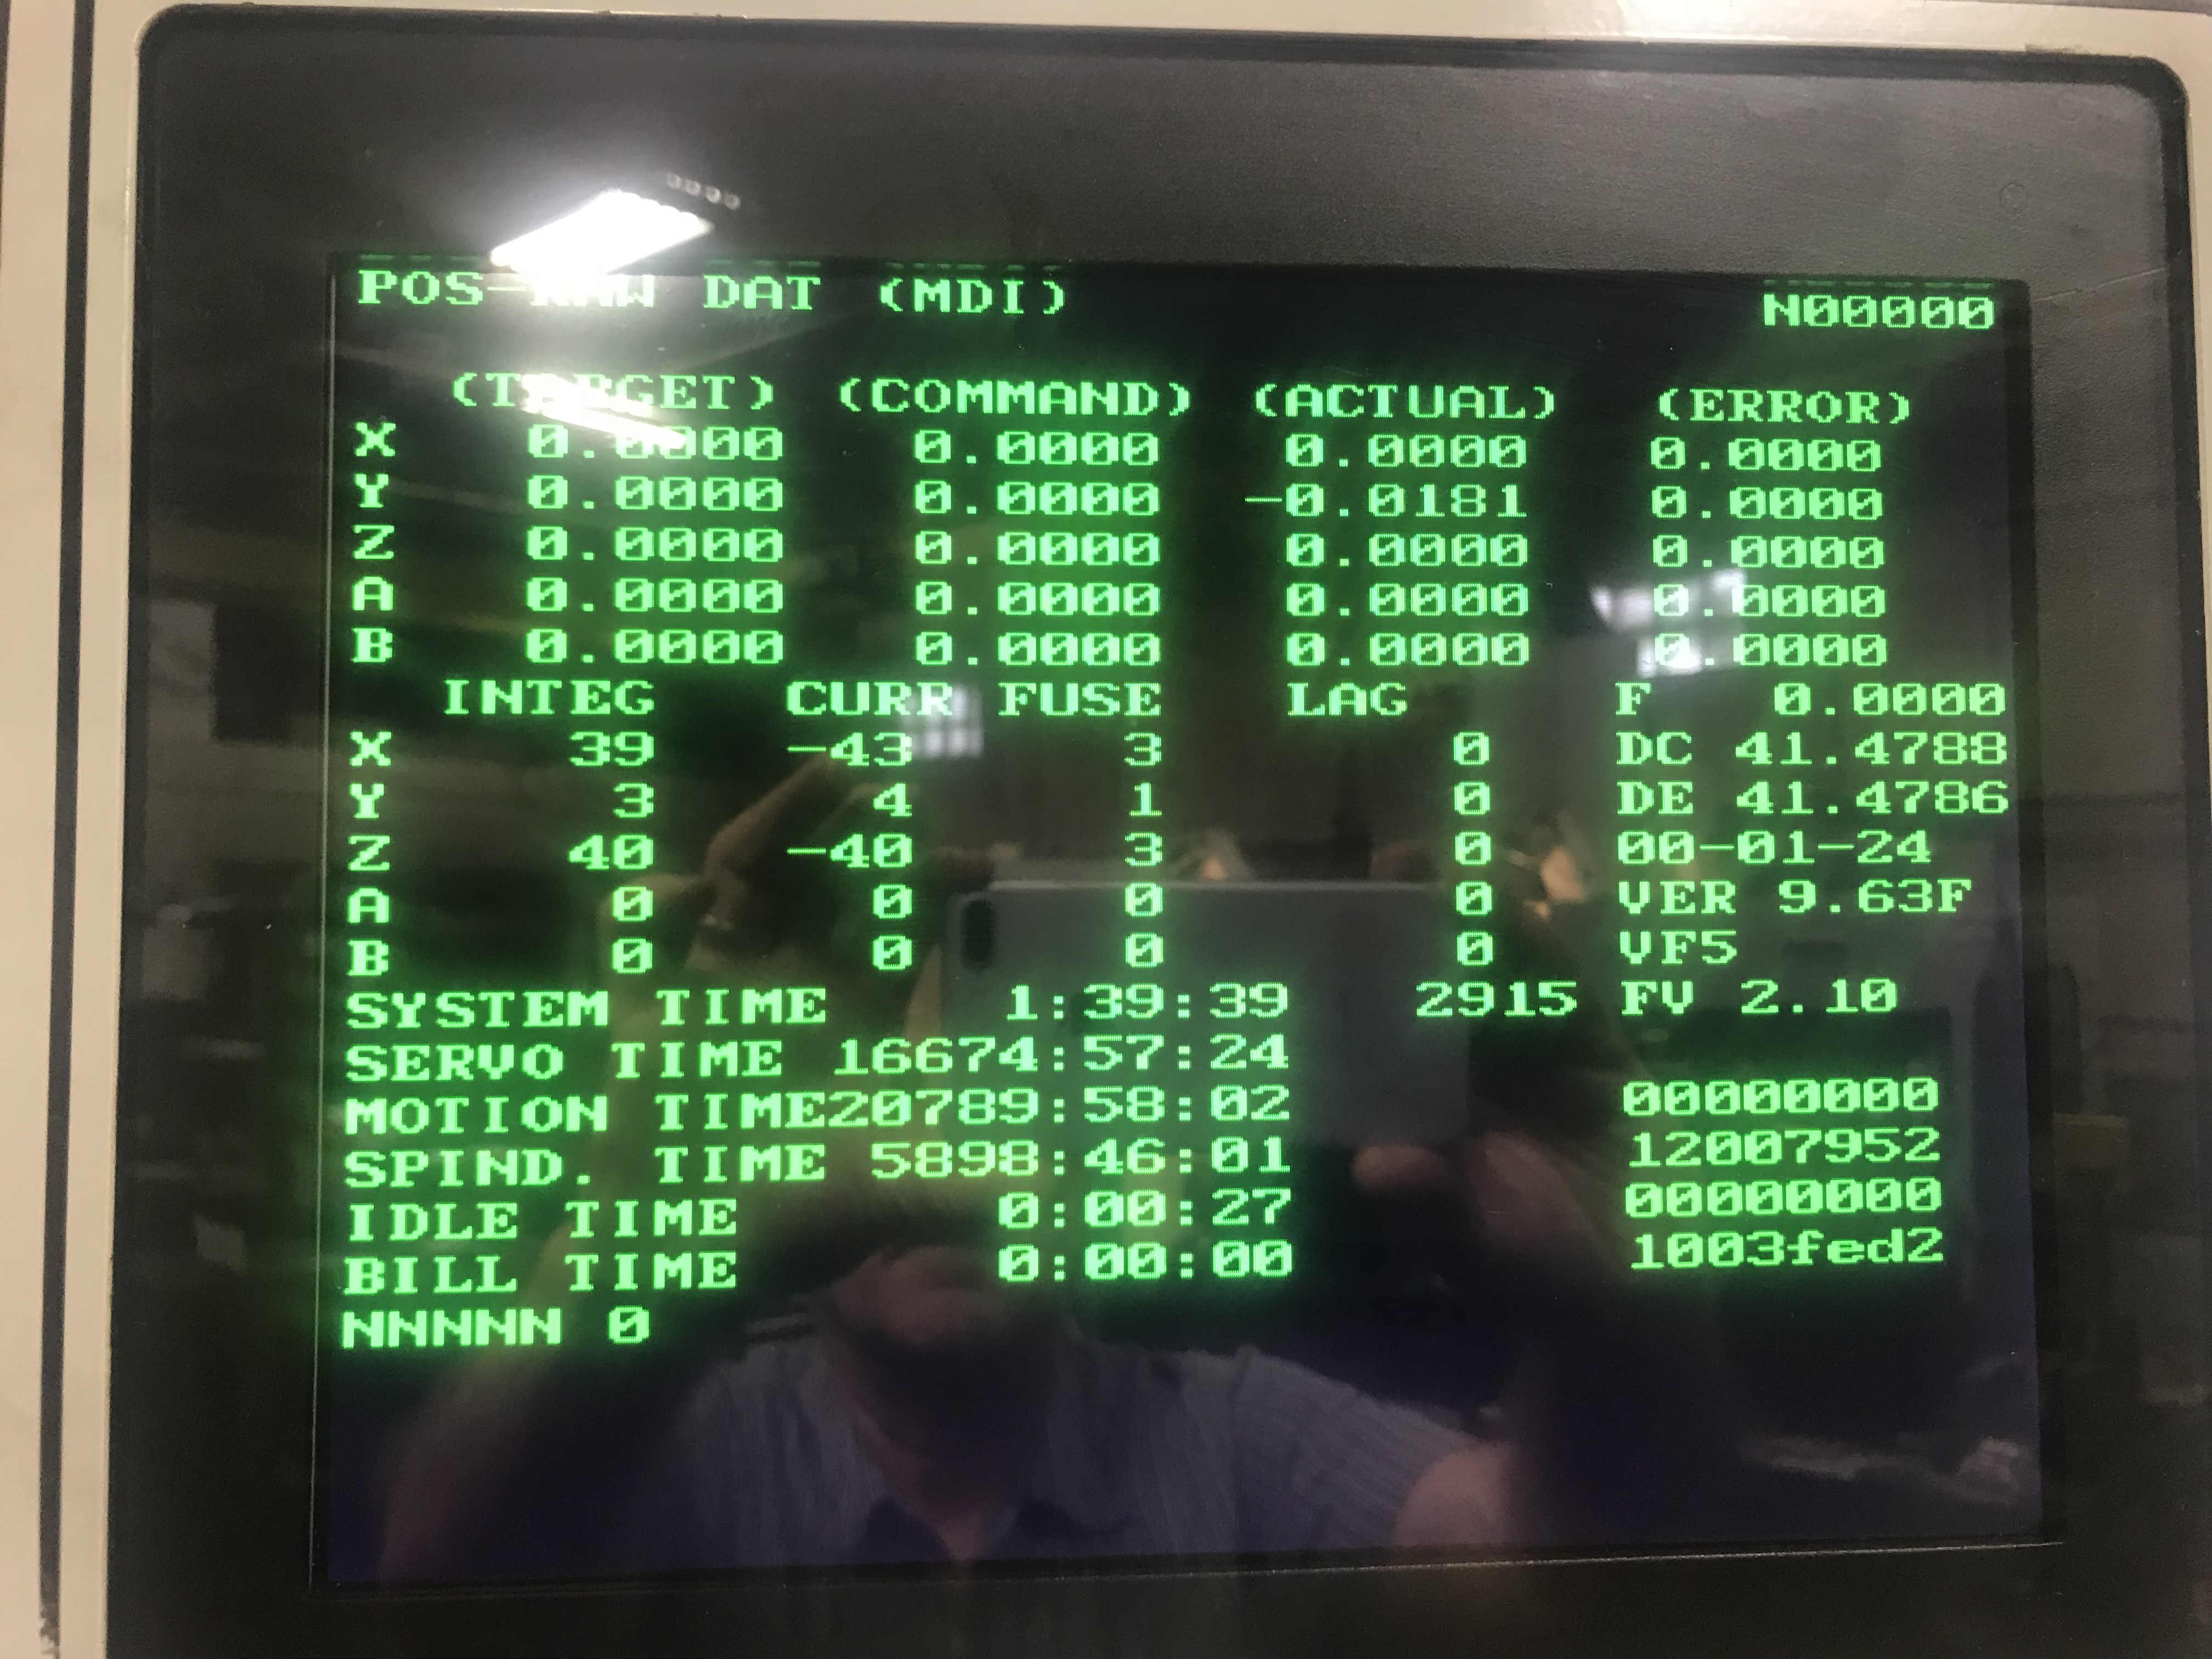 POS-RAW DAT (MDI) N00000
(TARGET) (COMMAND) (ACTUAL) (ERROR)
X 0.0000 0.0000 0.0000 0.0000
Y 0.0000 0.0000 -0.0181 0.0000
Z 0.0000 0.0000 0.0000 0.0000
A 0.0000 0.0000 0.0000 0.0000
B 0.0000 0.0000 0.0000 0.0000
INTEG CURR FUSE LAG F 0.0000
X 39 -43 3 0 DC 41.4788
Y 3 4 1 0 DE 41.4786
Z 40 -40 3 0 00-01-24
A 0 0 0 0 VER 9.63F
B 0 0 0 0 VF5
SYSTEM TIME 1:39:39 2915 FV 2.10
SERVO TIME 16674:57:24
MOTION TIME20789:58:02 00000000
SPIND. TIME 5898:46:01 12007952
IDLE TIME 0:00:27 00000000
BILL TIME 0:00:00 1003fed2
NNNNN 0